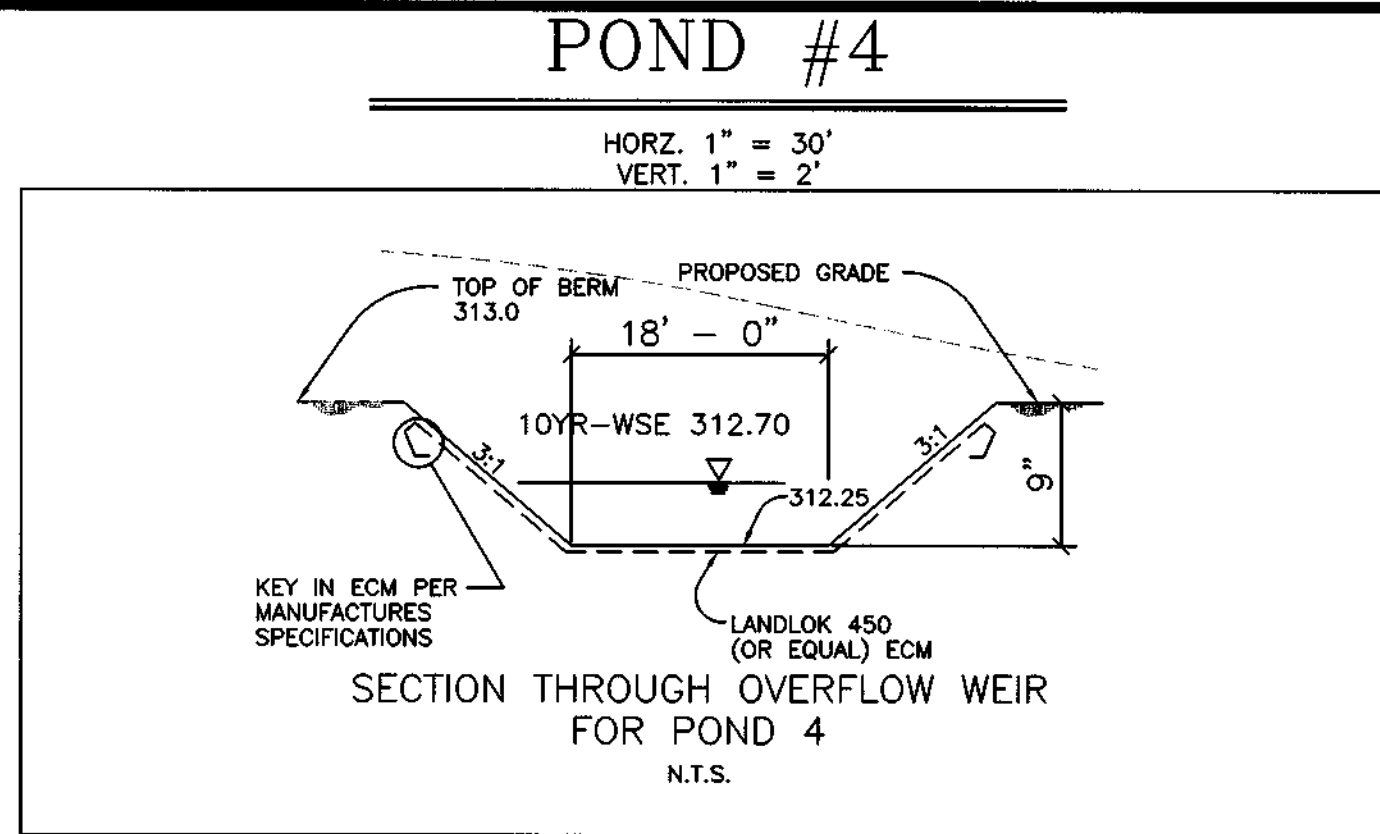 POND #4
HORZ. 1" = 30'
VERT. 1" = 2'
TOP OF BERM
313.0
PROPOSED GRADE
18' - 0"
10YR-WSE 312.70
3:1
3:1
9"
312.25
KEY IN ECM PER
MANUFACTURES
SPECIFICATIONS
LANDLOK 450
(OR EQUAL) ECM
SECTION THROUGH OVERFLOW WEIR
FOR POND 4
N.T.S.